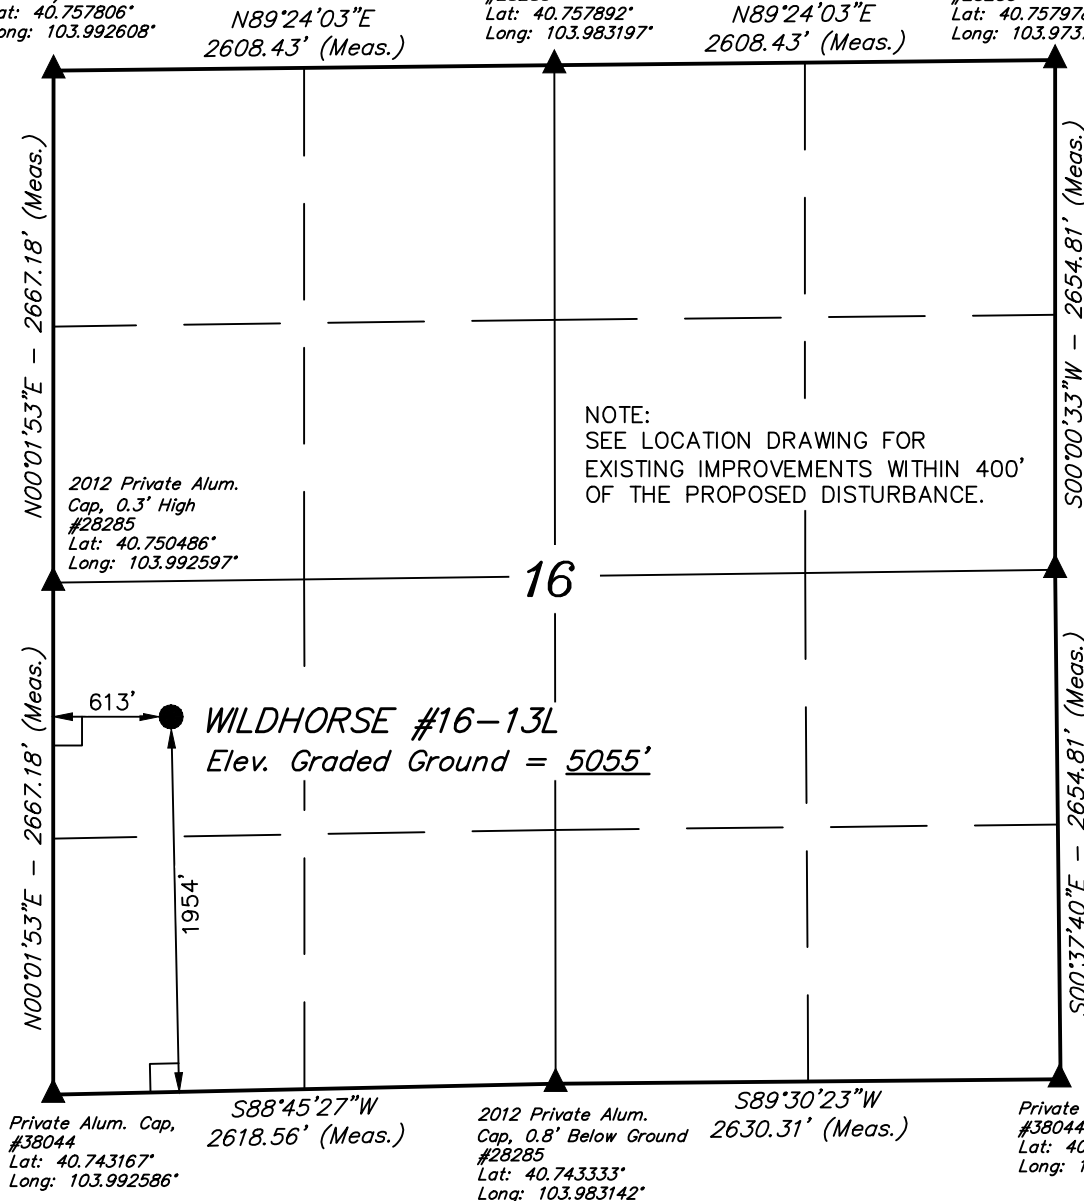 Lat: 40.757806°
Long: 103.992608°
N89°24'03"E
2608.43' (Meas.)
Lat: 40.757892°
Long: 103.983197°
N89°24'03"E
2608.43' (Meas.)
Lat: 40.75797
Long: 103.973
N00°01'53"E - 2667.18' (Meas.)
S00°00'33"W - 2654.81' (Meas.)
NOTE:
SEE LOCATION DRAWING FOR
EXISTING IMPROVEMENTS WITHIN 400'
OF THE PROPOSED DISTURBANCE.
2012 Private Alum.
Cap, 0.3' High
#28285
Lat: 40.750486°
Long: 103.992597°
16
N00°01'53"E - 2667.18' (Meas.)
613'
WILDHORSE #16-13L
Elev. Graded Ground = 5055'
1954'
S00°37'40"E - 2654.81' (Meas.)
Private Alum. Cap,
#38044
Lat: 40.743167°
Long: 103.992586°
S88°45'27"W
2618.56' (Meas.)
2012 Private Alum.
Cap, 0.8' Below Ground
#28285
Lat: 40.743333°
Long: 103.983142°
S89°30'23"W
2630.31' (Meas.)
Private
#38044
Lat: 40
Long: 1